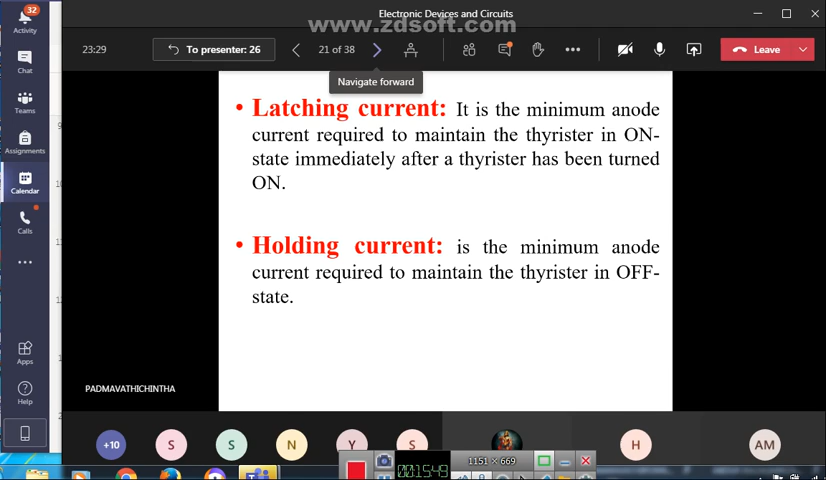 32
Electronic Devices and Circuits
www.zdsoft.com
Activity
23:29
To presenter: 26
21 of 38
Leave
Chat
Navigate forward
Teams
Assignments
Calendar
Calls
Apps
Help
• Latching current: It is the minimum anode
current required to maintain the thyrister in ON-
state immediately after a thyrister has been turned
ON.
• Holding current: is the minimum anode
current required to maintain the thyrister in OFF-
state.
PADMAVATHICHINTHA
+10
S
S
N
Y
S
H
AM
00:15:49
1151 × 669